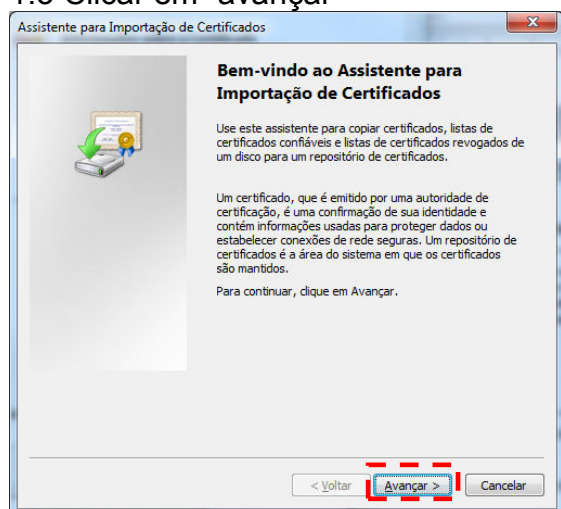 Clicar em "avançar"
Assistente para Importação de Certificados
Bem-vindo ao Assistente para
Importação de Certificados
Use este assistente para copiar certificados, listas de
certificados confiáveis e listas de certificados revogados de
um disco para um repositório de certificados.
Um certificado, que é emitido por uma autoridade de
certificação, é uma confirmação de sua identidade e
contém informações usadas para proteger dados ou
estabelecer conexões de rede seguras. Um repositório de
certificados é a área do sistema em que os certificados
são mantidos.
Para continuar, clique em Avançar.
< Voltar Avançar > Cancelar